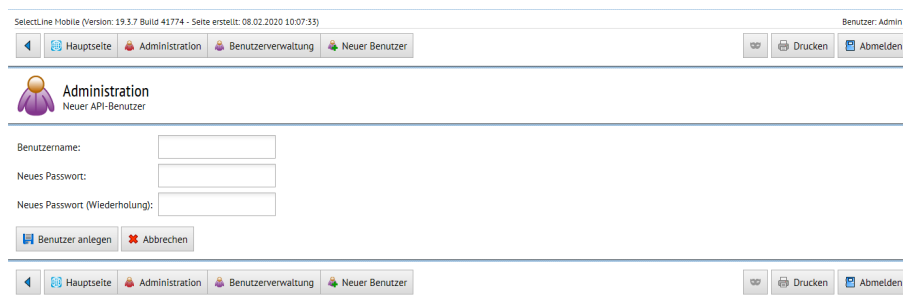 SelectLine Mobile (Version: 19.3.7 Build 41774 - Seite erstellt: 08.02.2020 10:07:33) Benutzer: Admin
Hauptseite Administration Benutzerverwaltung Neuer Benutzer Drucken Abmelden
Administration
Neuer API-Benutzer
Benutzername:
Neues Passwort:
Neues Passwort (Wiederholung):
Benutzer anlegen Abbrechen
Hauptseite Administration Benutzerverwaltung Neuer Benutzer Drucken Abmelden